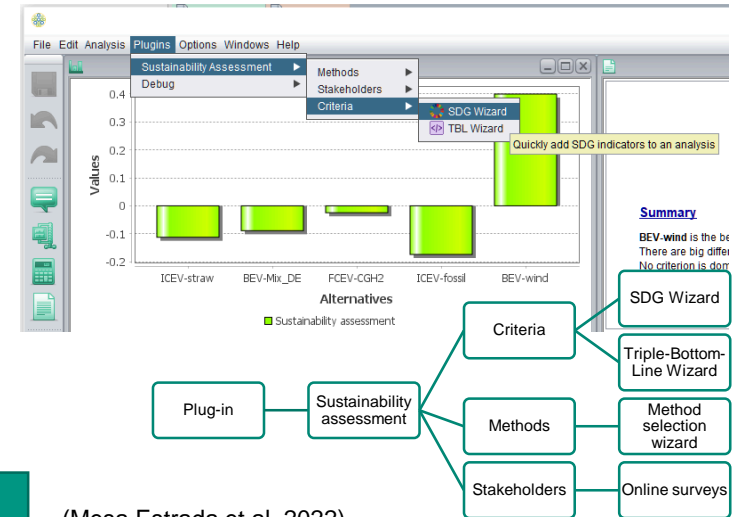 File Edit Analysis Plugins Options Windows Help
Sustainability Assessment
Debug
Methods
Stakeholders
Criteria
SDG Wizard
TBL Wizard
Quickly add SDG indicators to an analysis
0.4
0.3
0.2
0.1
0
-0.1
-0.2
Values
ICEV-straw BEV-Mix_DE FCEV-CGH2 ICEV-fossil BEV-wind
Alternatives
Sustainability assessment
Summary
BEV-wind is the be
There are big differ
No criterion is dom
Plug-in
Sustainability
assessment
Criteria
SDG Wizard
Triple-Bottom-
Line Wizard
Methods
Method
selection
wizard
Stakeholders
Online surveys